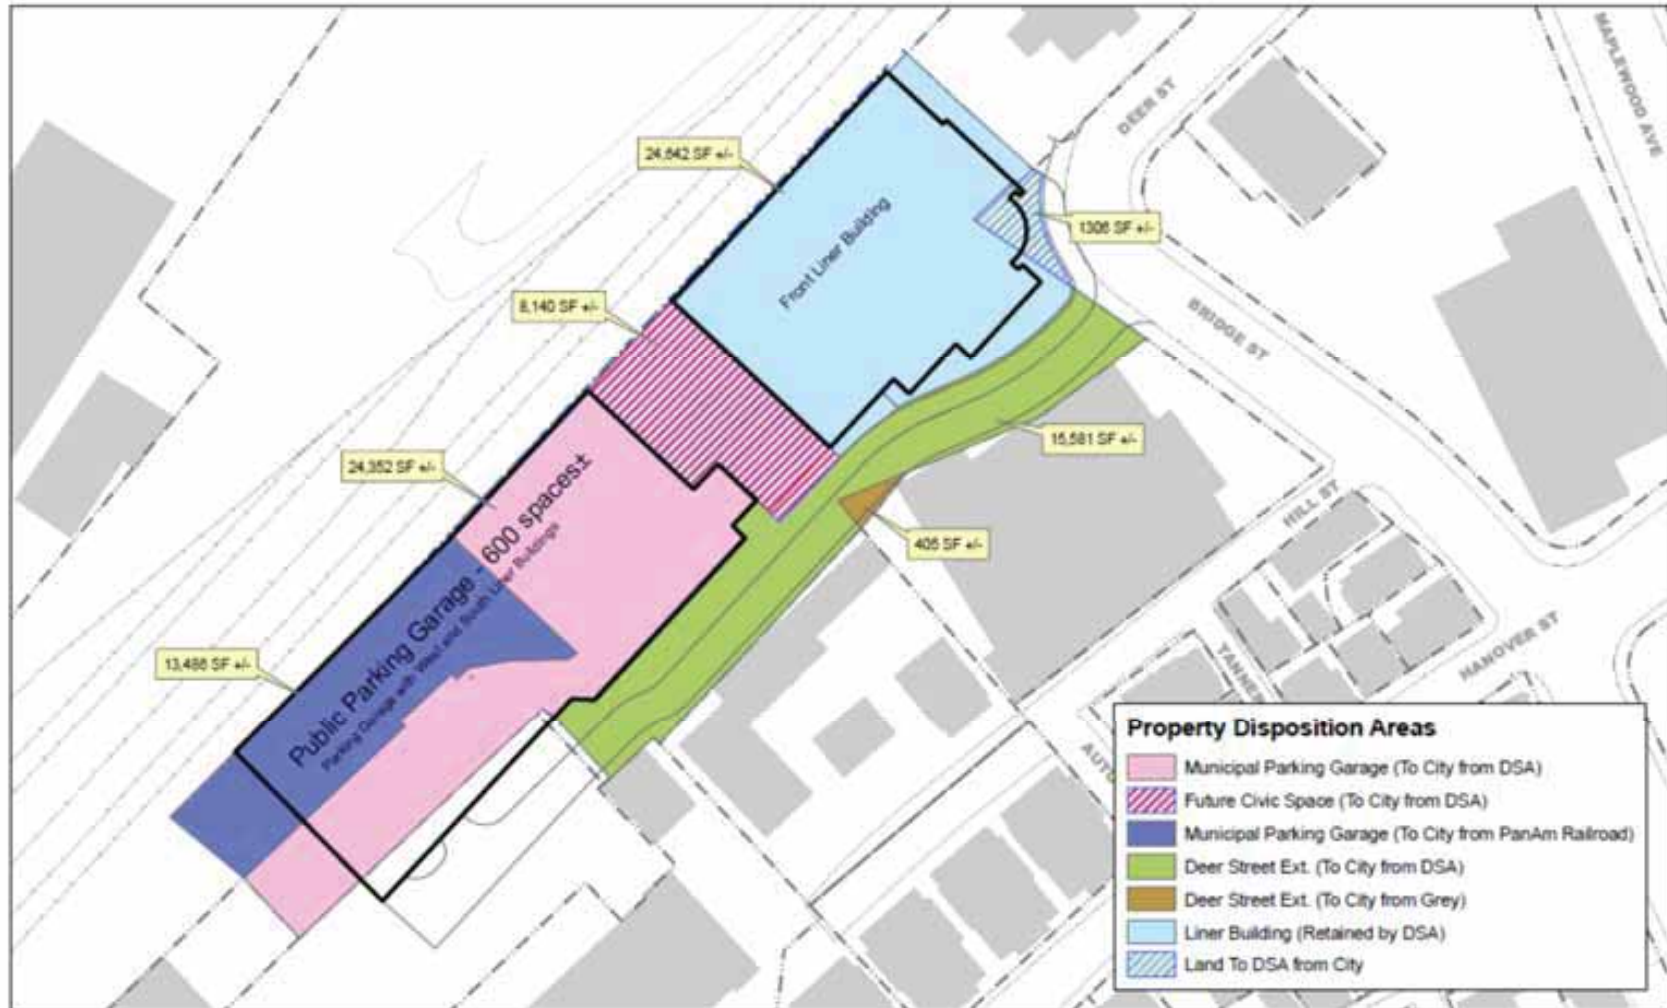 MAPLEWOOD AVE
DEER ST
24,642 SF +/-
1306 SF +/-
Front Liner Building
8,140 SF +/-
BRIDGE ST
15,581 SF +/-
24,352 SF +/-
HILL ST
405 SF +/-
Public Parking Garage - 600 spaces±
Parking Garage with West and South Liner Buildings
HANOVER ST
TANNE
13,486 SF +/-
AUTO
Property Disposition Areas
Municipal Parking Garage (To City from DSA)
Future Civic Space (To City from DSA)
Municipal Parking Garage (To City from PanAm Railroad)
Deer Street Ext. (To City from DSA)
Deer Street Ext. (To City from Grey)
Liner Building (Retained by DSA)
Land To DSA from City